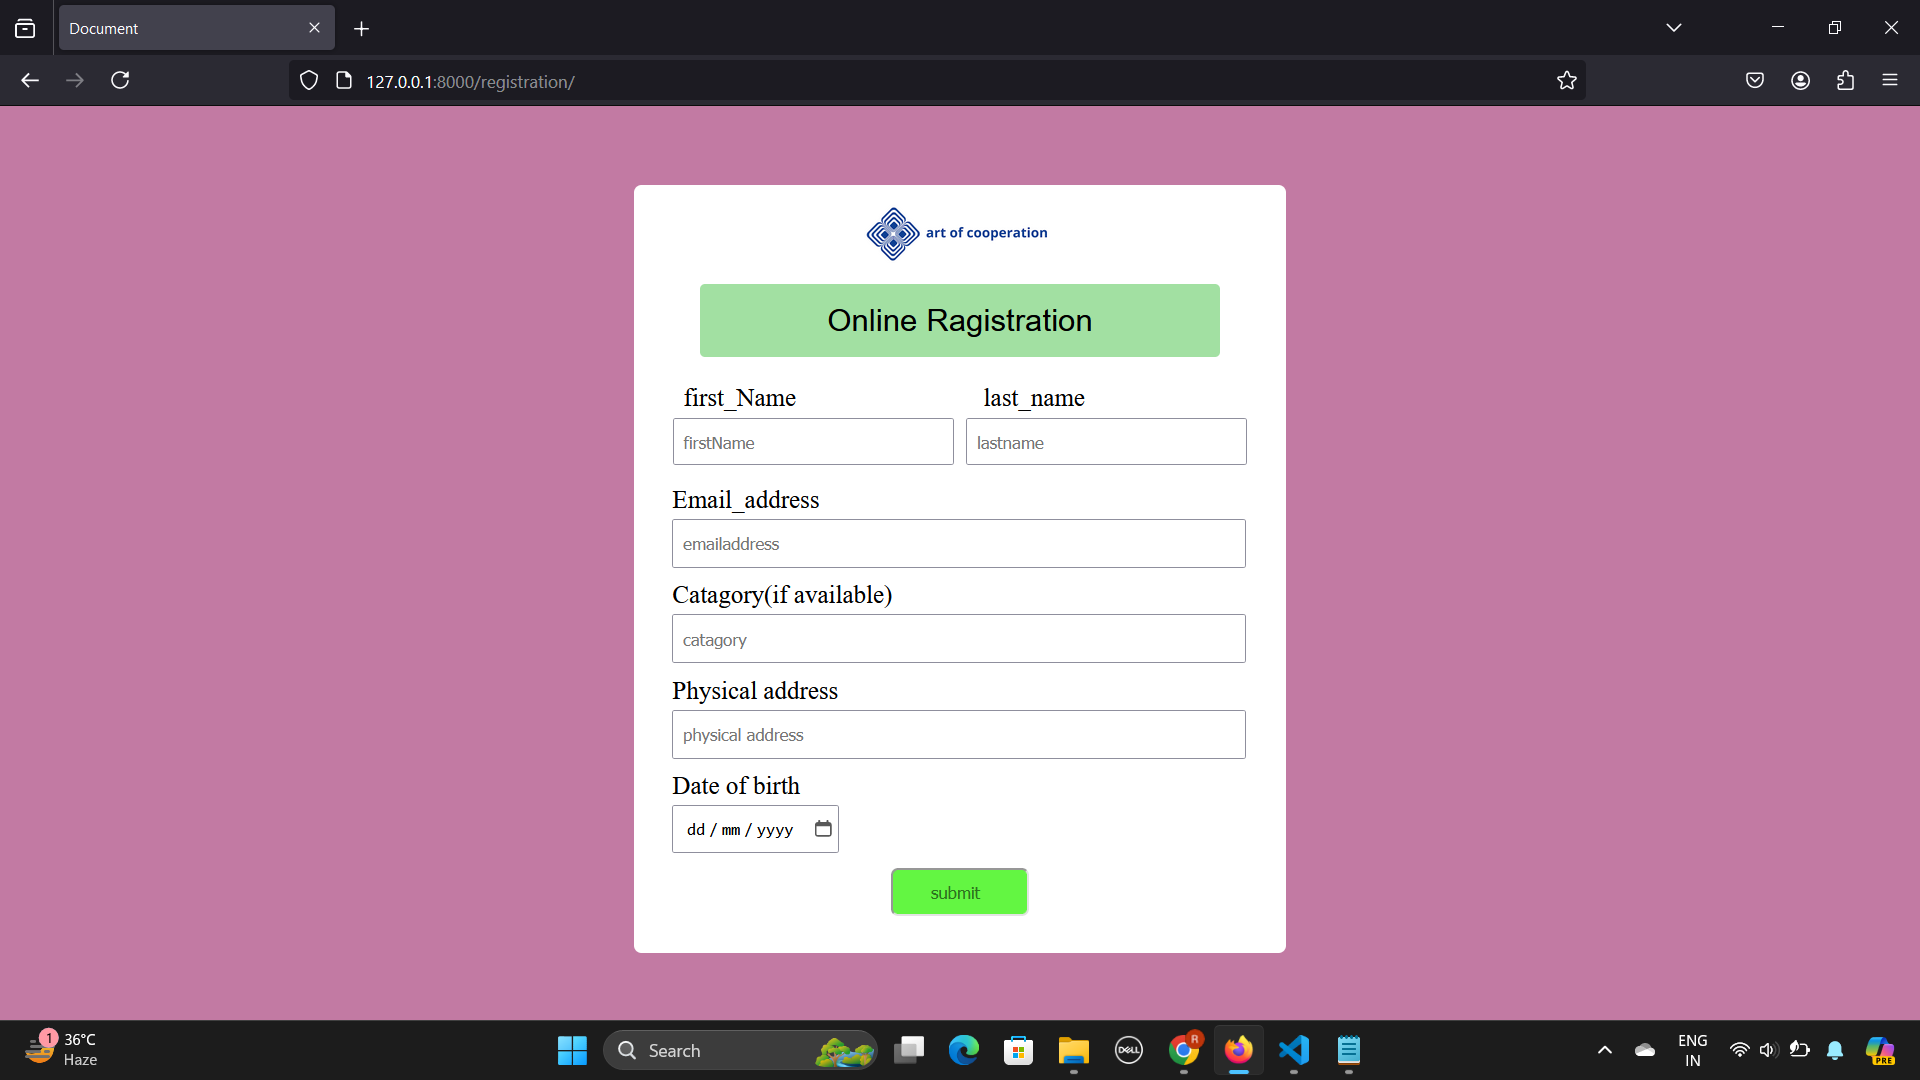 Document
127.0.0.1:8000/registration/
art of cooperation
Online Ragistration
first_Name last_name
firstName lastname
Email_address
emailaddress
Catagory(if available)
catagory
Physical address
physical address
Date of birth
dd / mm / yyyy
submit
1 36°C
Haze
Search
DELL
R
ENG
IN
PRE